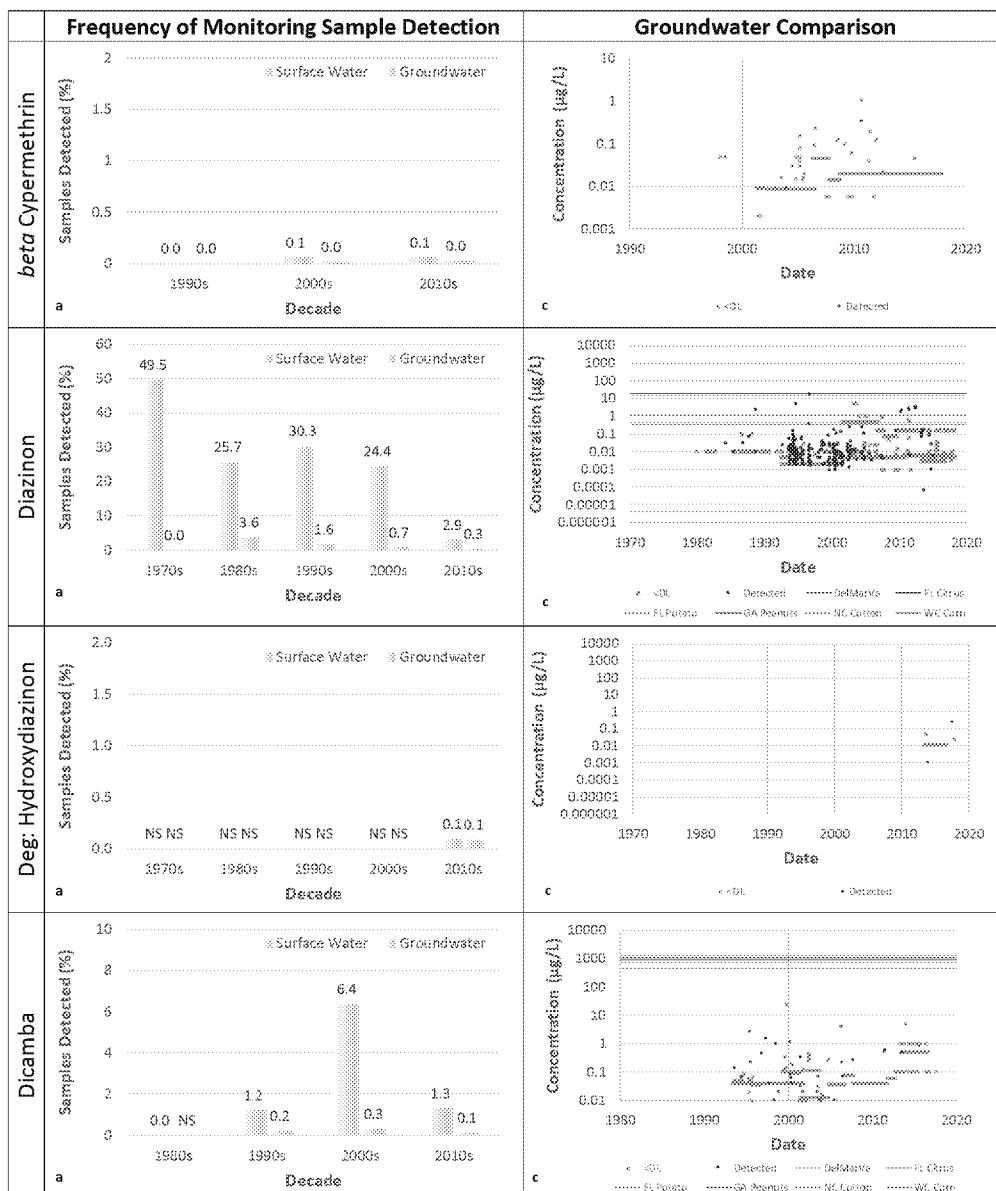 Frequency of Monitoring Sample Detection
Groundwater Comparison
beta Cypermethrin
Samples Detected (%)
2
1.5
1
0.5
0
Surface Water Groundwater
0.0 0.0
0.1 0.0
0.1 0.0
1990s 2000s 2010s
Decade
a
Concentration (µg/L)
10
1
0.1
0.01
0.001
1990 2000 2010 2020
Date
<DL Detected
c
Diazinon
Samples Detected (%)
60
50
40
30
20
10
0
Surface Water Groundwater
49.5 0.0
25.7 3.6
30.3 1.6
24.4 0.7
2.9 0.3
1970s 1980s 1990s 2000s 2010s
Decade
a
Concentration (µg/L)
10000
1000
100
10
1
0.1
0.01
0.001
0.0001
0.00001
0.000001
1970 1980 1990 2000 2010 2020
Date
<DL Detected DelMarVa FL Citrus
FL Potato GA Peanuts NC Cotton WC Corn
c
Deg: Hydroxydiazinon
Samples Detected (%)
2.0
1.5
1.0
0.5
0.0
Surface Water Groundwater
NS NS NS NS NS NS NS NS 0.1 0.1
1970s 1980s 1990s 2000s 2010s
Decade
a
Concentration (µg/L)
10000
1000
100
10
1
0.1
0.01
0.001
0.0001
0.00001
0.000001
1970 1980 1990 2000 2010 2020
Date
<DL Detected
c
Dicamba
Samples Detected (%)
10
8
6
4
2
0
Surface Water Groundwater
0.0 NS
1.2 0.2
6.4 0.3
1.3 0.1
1980s 1990s 2000s 2010s
Decade
a
Concentration (µg/L)
10000
1000
100
10
1
0.1
0.01
1980 1990 2000 2010 2020
Date
<DL Detected DelMarVa FL Citrus
FL Potato GA Peanuts NC Cotton WC Corn
c